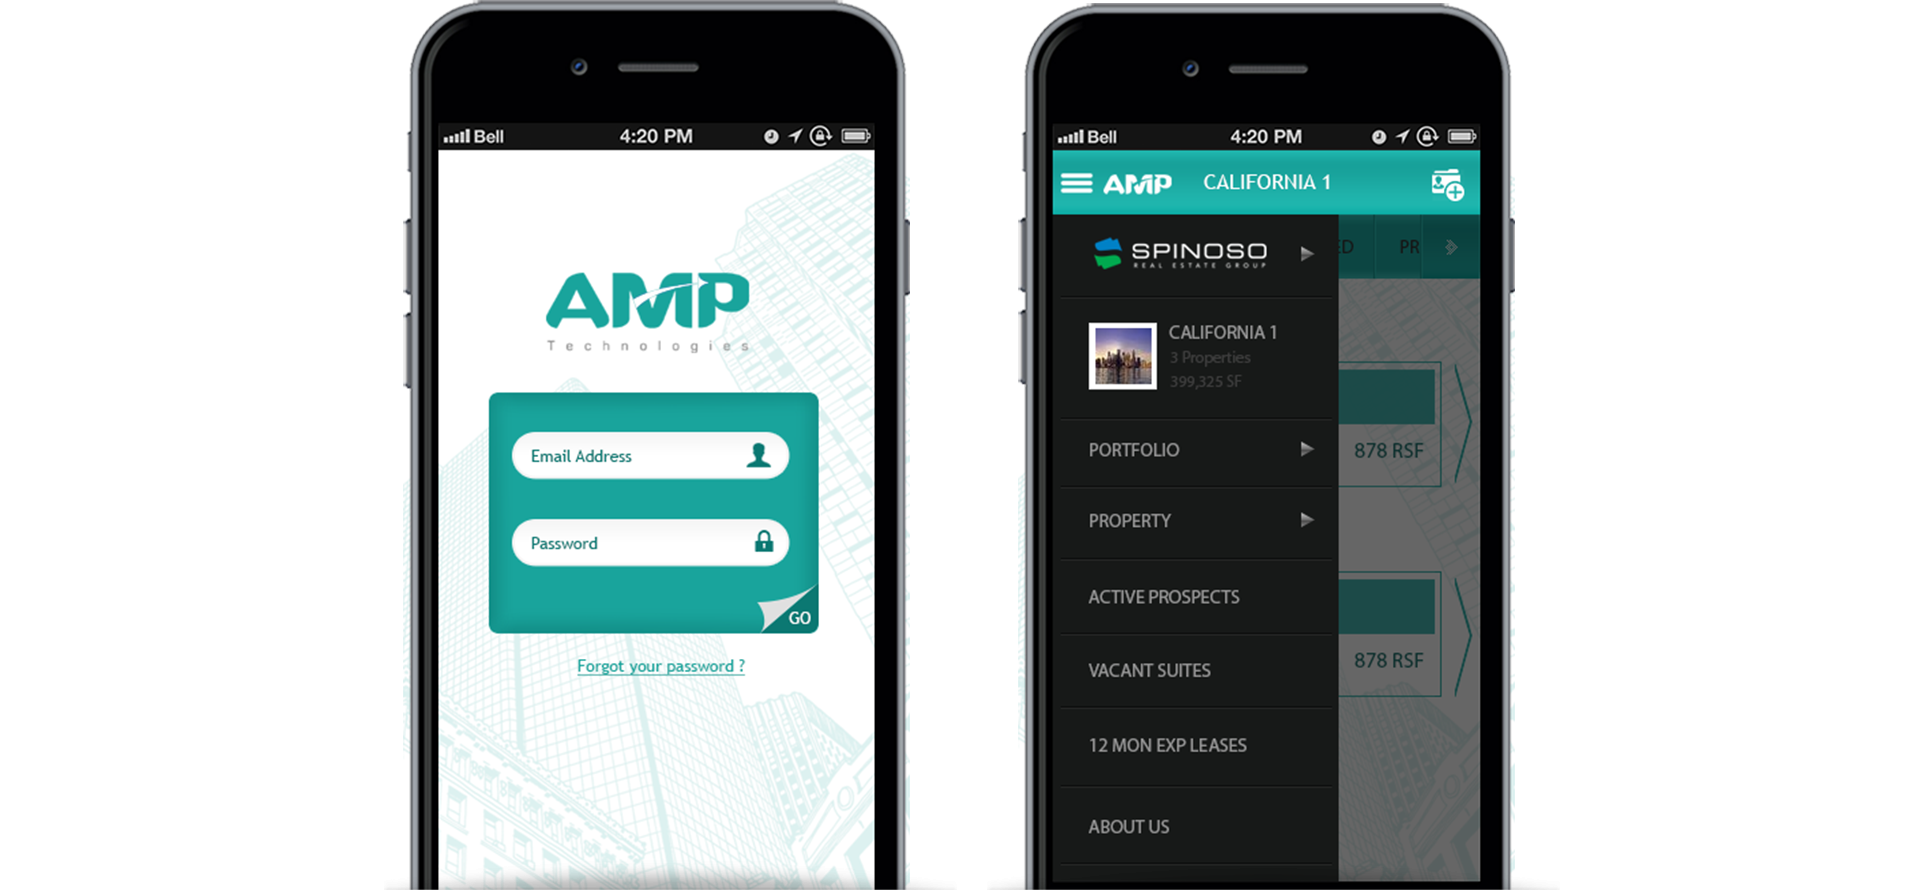 Bell 4:20 PM
AMP
Technologies
Email Address
Password
GO
Forgot your password ?
Bell 4:20 PM
AMP CALIFORNIA 1
SPINOSO
REAL ESTATE GROUP
ED PR
CALIFORNIA 1
3 Properties
399,325 SF
PORTFOLIO
878 RSF
PROPERTY
ACTIVE PROSPECTS
VACANT SUITES
878 RSF
12 MON EXP LEASES
ABOUT US